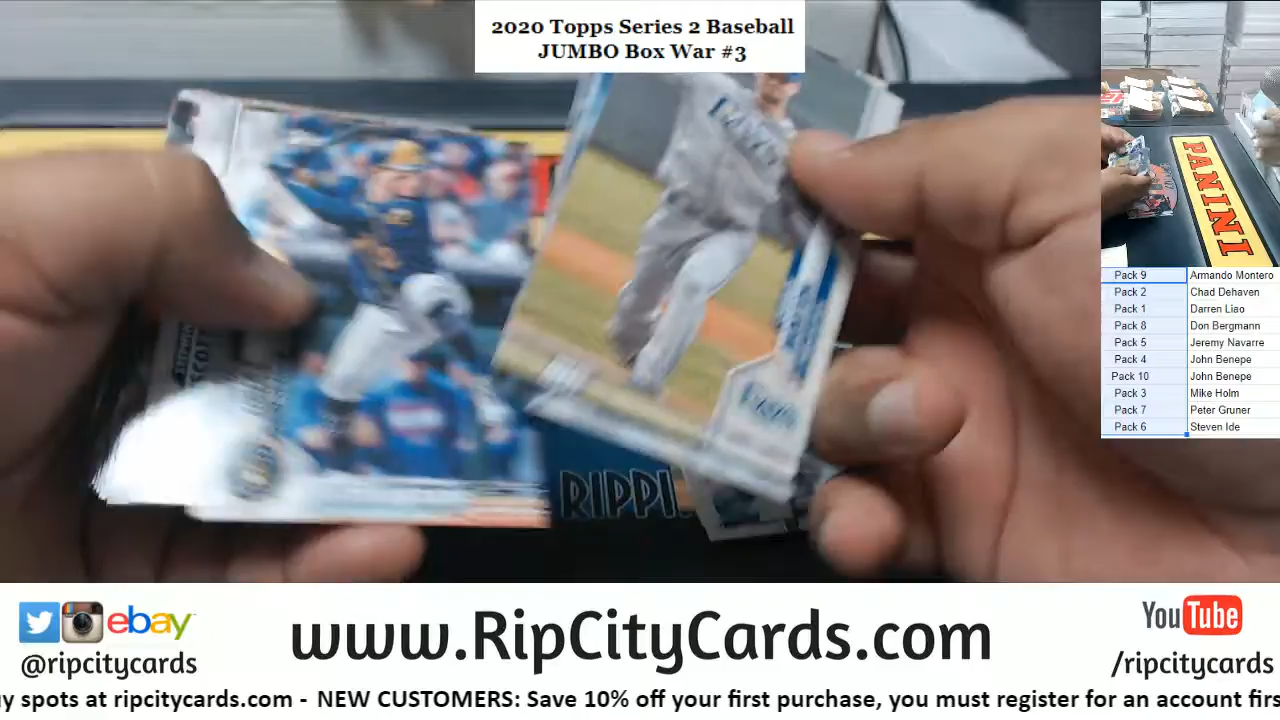 2020 Topps Series 2 Baseball
JUMBO Box War #3
PANINI
Pack 9 Armando Montero
Pack 2 Chad Dehaven
Pack 1 Darren Liao
Pack 8 Don Bergmann
Pack 5 Jeremy Navarre
Pack 4 John Benepe
Pack 10 John Benepe
Pack 3 Mike Holm
Pack 7 Peter Gruner
Pack 6 Steven Ide
RIPPI
ebay
@ripcitycards
www.RipCityCards.com
YouTube
/ripcitycards
y spots at ripcitycards.com - NEW CUSTOMERS: Save 10% off your first purchase, you must register for an account firs